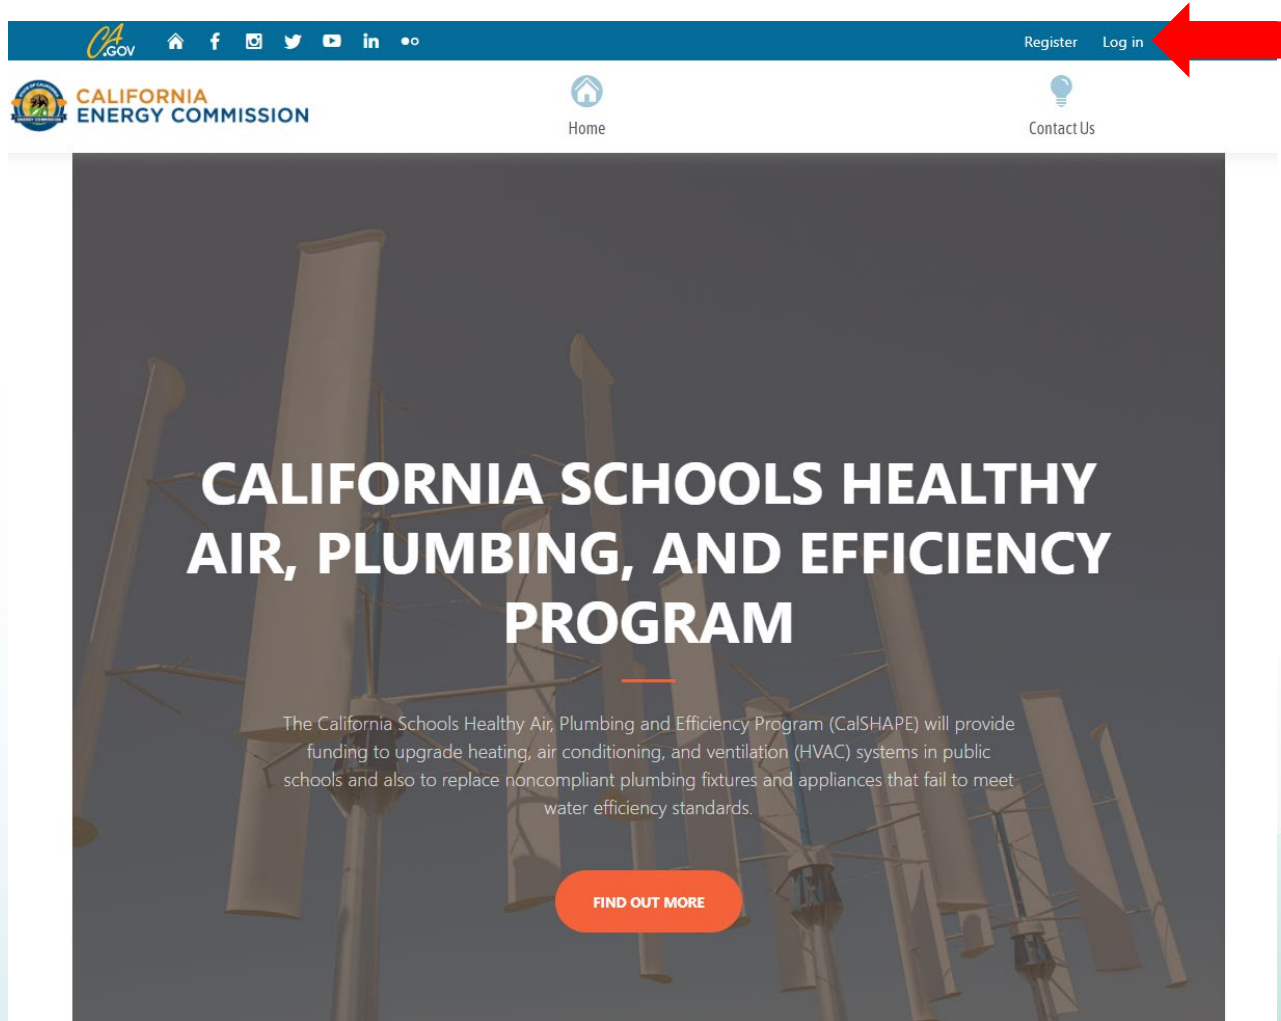 CA.GOV
Register Log in
CALIFORNIA
ENERGY COMMISSION
Home
Contact Us
CALIFORNIA SCHOOLS HEALTHY
AIR, PLUMBING, AND EFFICIENCY
PROGRAM
The California Schools Healthy Air, Plumbing and Efficiency Program (CalSHAPE) will provide
funding to upgrade heating, air conditioning, and ventilation (HVAC) systems in public
schools and also to replace noncompliant plumbing fixtures and appliances that fail to meet
water efficiency standards.
FIND OUT MORE